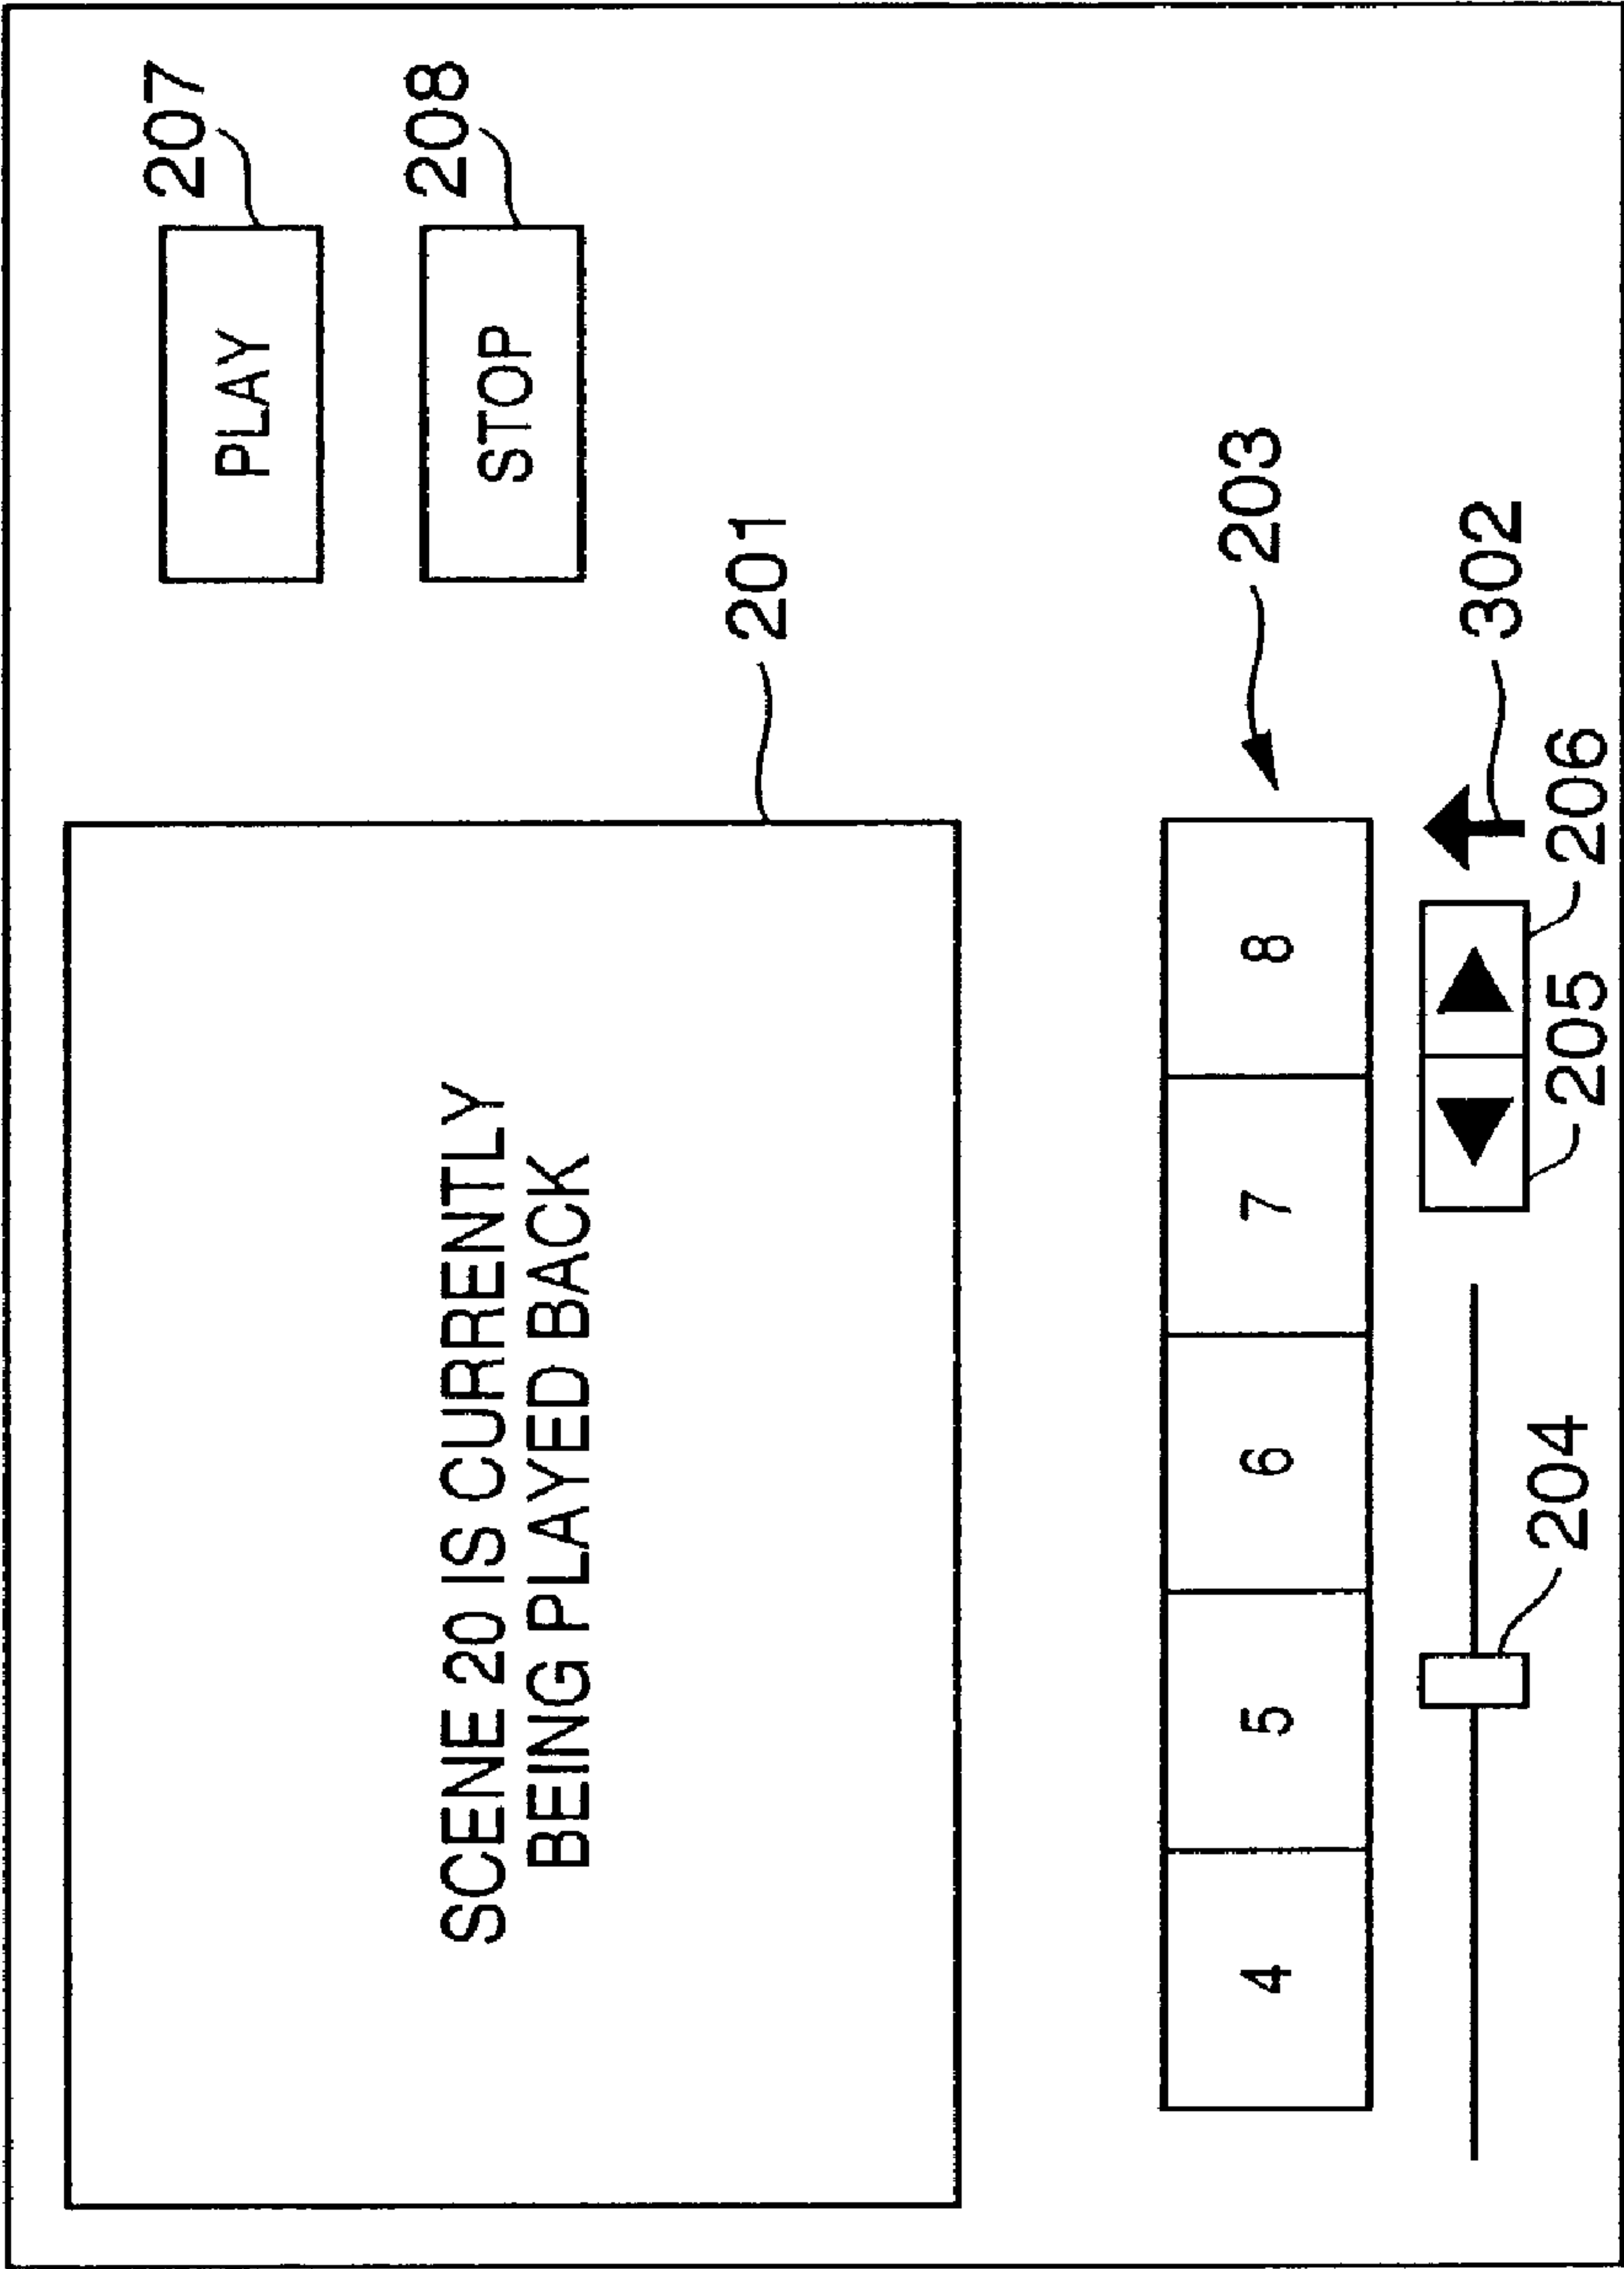 PLAY
207
STOP
208
201
SCENE 20 IS CURRENTLY
BEING PLAYED BACK
203
4 5 6 7 8
302
204
205
206